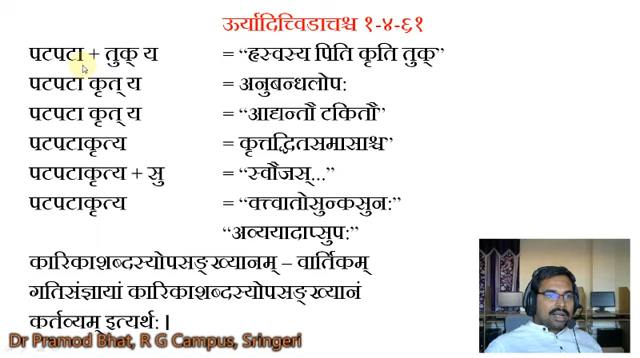 ऊर्यादिच्विडाचश्च १-४-६१
पटपटा + तुक् य = “ह्रस्वस्य पिति कृति तुक्”
पटपटा कृत् य = अनुबन्धलोप:
पटपटा कृत् य = “आद्यन्तौ टकितौ”
पटपटाकृत्य = कृत्तद्धितसमासाश्च”
पटपटाकृत्य + सु = “स्वौजस्...”
पटपटाकृत्य = “क्त्वातोसुन्कसुन:”
“अव्ययादाप्सुप:”
कारिकाशब्दस्योपसङ्ख्यानम् – वार्तिकम्
गतिसंज्ञायां कारिकाशब्दस्योपसङ्ख्यानं
कर्तव्यम् इत्यर्थ: ।
Dr Pramod Bhat, R G Campus, Sringeri